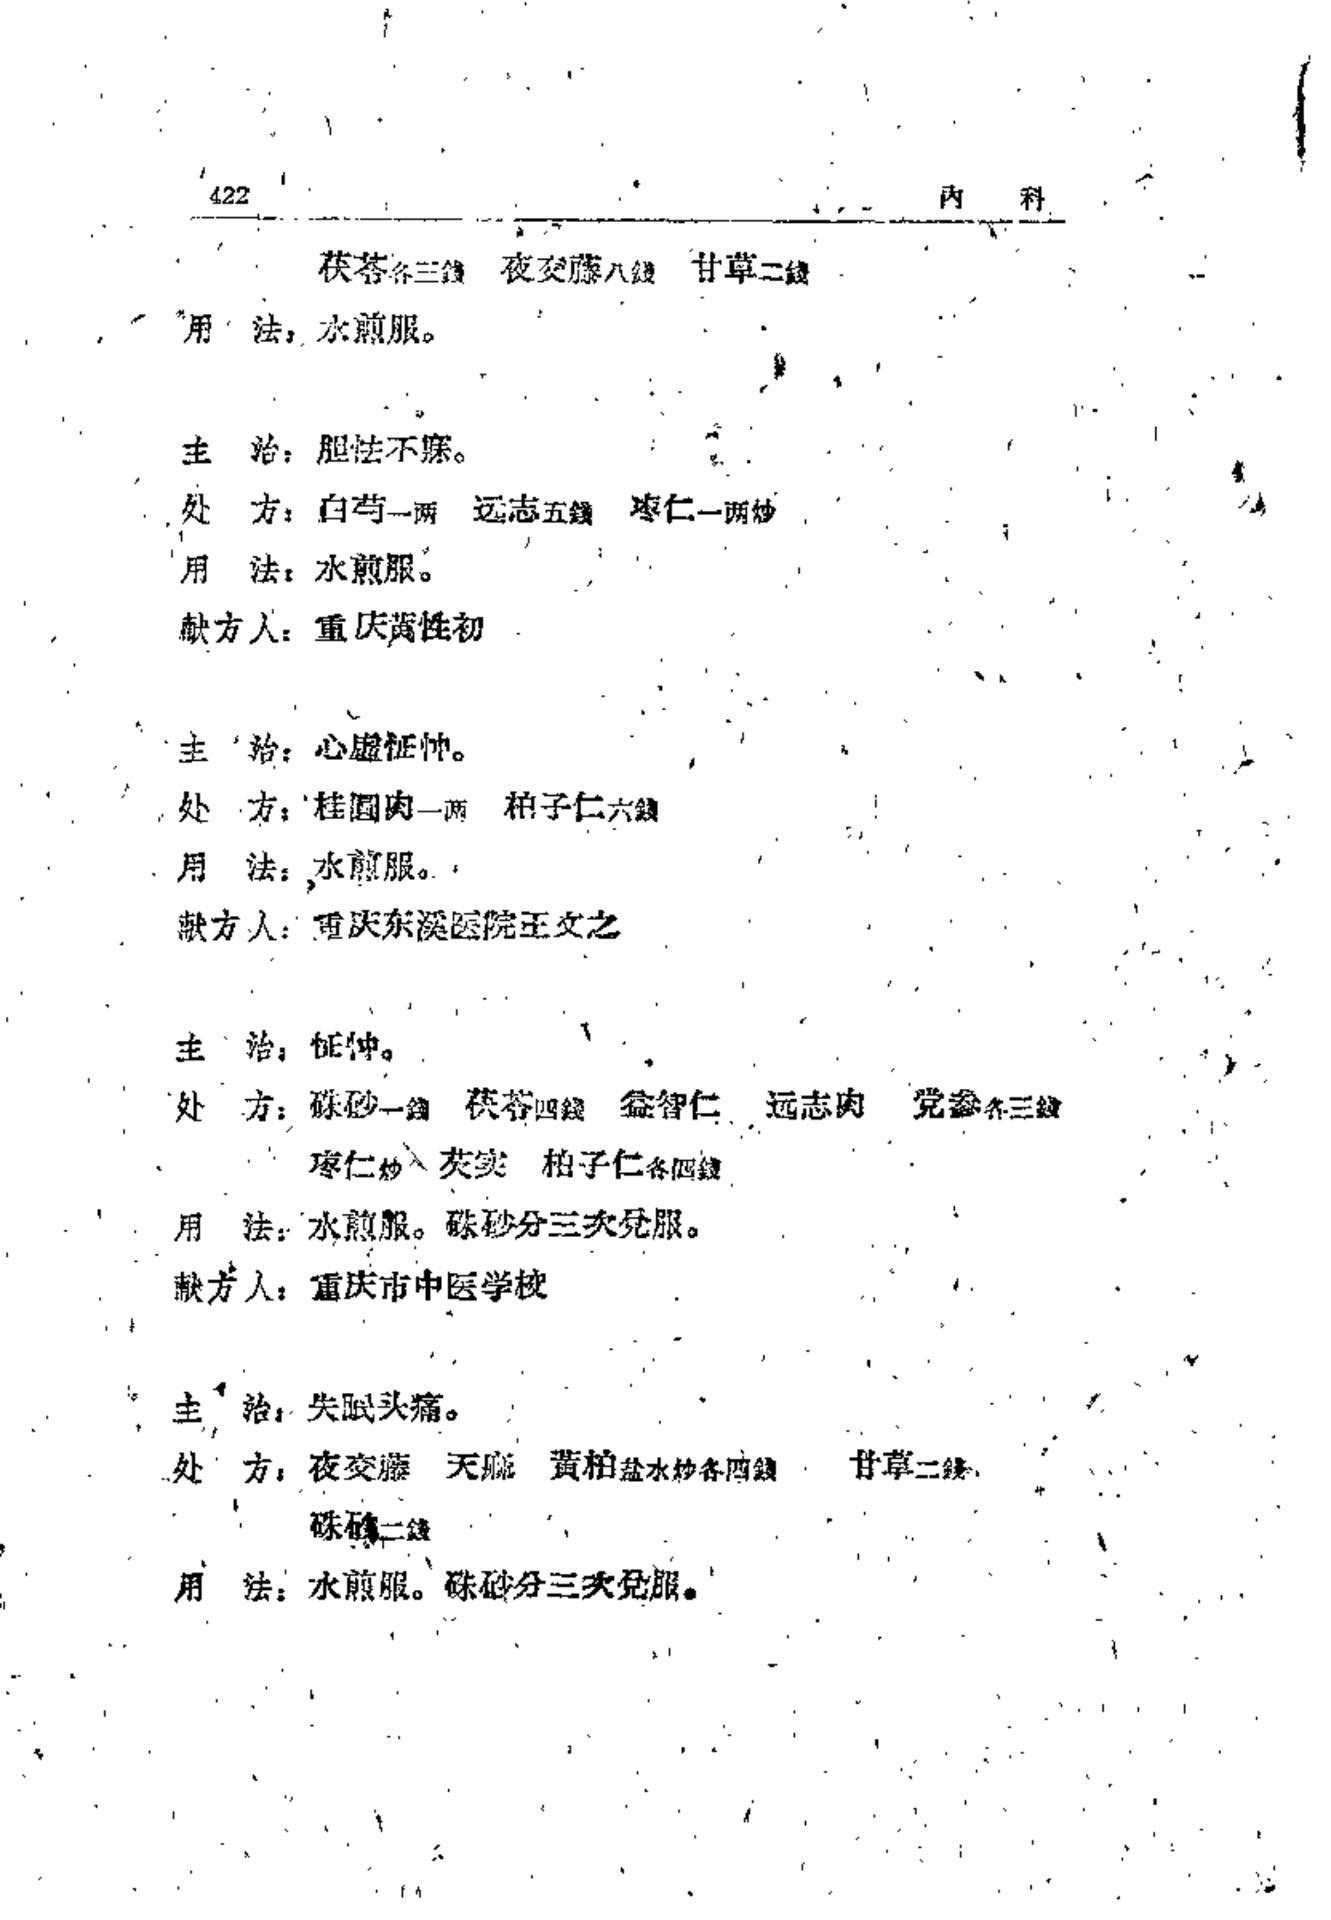 422 内 科
茯苓各三錢 夜交藤八錢 甘草二錢
用 法：水煎服。
主 治：胆怯不寐。
处 方：白芍一两 远志五錢 枣仁一两炒
用 法：水煎服。
献方人：重庆黄性初
主 治：心虚怔忡。
处 方：桂圆肉一两 柏子仁六錢
用 法：水煎服。
献方人：重庆东溪医院王文之
主 治：怔忡。
处 方：硃砂一錢 茯苓四錢 益智仁 远志肉 党参各三錢
枣仁炒 芡实 柏子仁各四錢
用 法：水煎服。硃砂分三次兑服。
献方人：重庆市中医学校
主 治：失眠头痛。
处 方：夜交藤 天麻 黄柏盐水炒各四錢 甘草二錢
硃砂二錢
用 法：水煎服。硃砂分三次兑服。